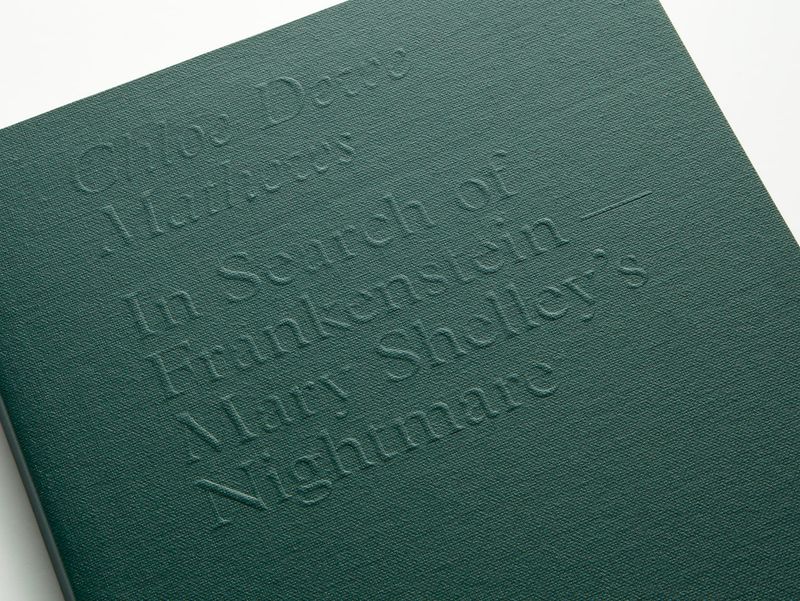 Chloe Dewe
Mathews
In Search of
Frankenstein —
Mary Shelley’s
Nightmare